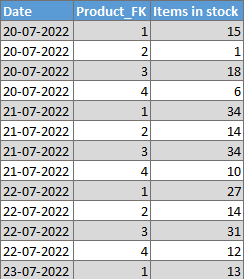 Date Product_FK Items in stock
20-07-2022 1 15
20-07-2022 2 1
20-07-2022 3 18
20-07-2022 4 6
21-07-2022 1 34
21-07-2022 2 14
21-07-2022 3 34
21-07-2022 4 10
22-07-2022 1 27
22-07-2022 2 14
22-07-2022 3 31
22-07-2022 4 12
23-07-2022 1 13